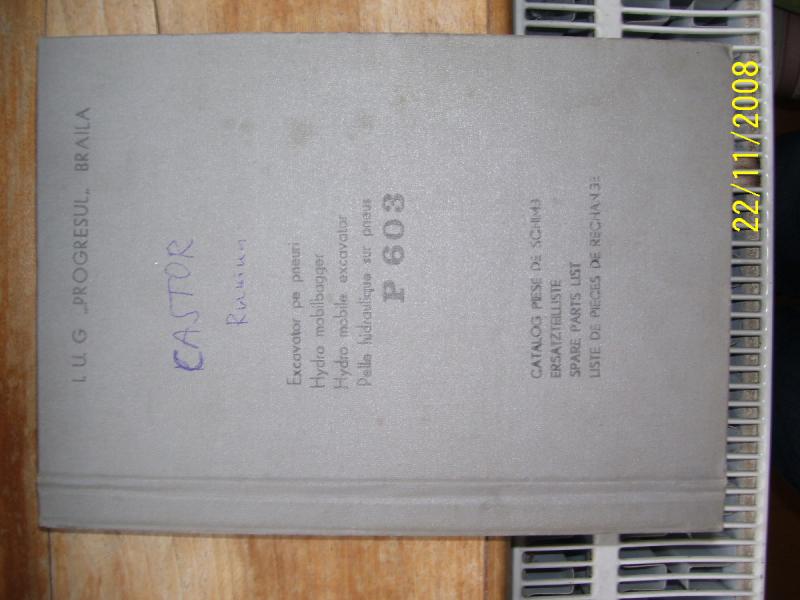 I. U. G „PROGRESUL„ BRAILA
CASTOR
Excavator pe pneuri
Hydro mobilbagger
Hydro mobile excavator
Pelle hidraulique sur pneus
P 603
CATALOG PIESE DE SCHIMB
ERSATZTEILLISTE
SPARE PARTS LIST
LISTE DE PIECES DE RECHANGE
22/11/2008